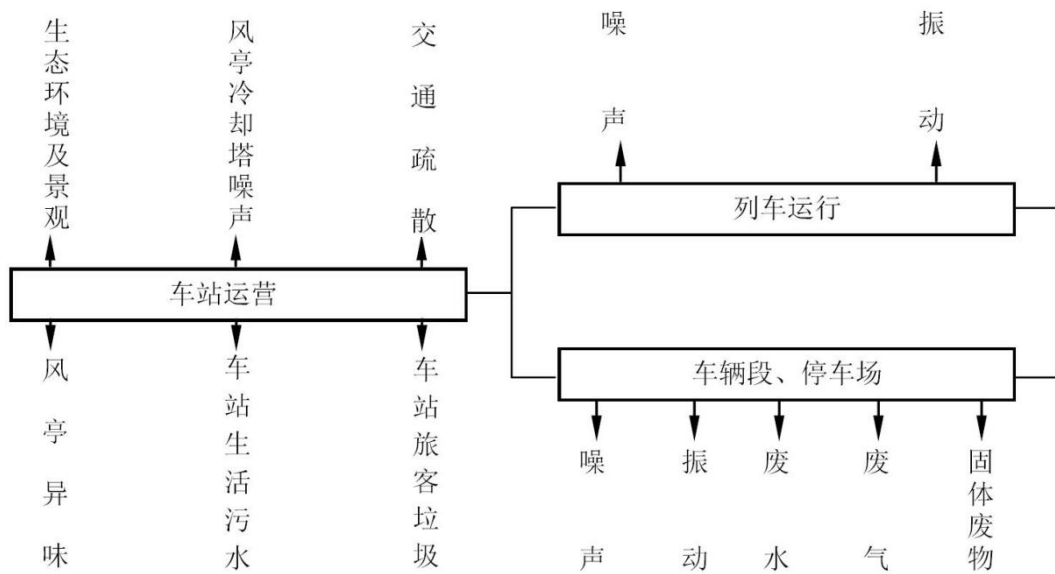 生态环境及景观
风亭冷却塔噪声
交通疏散
噪声
振动
列车运行
车站运营
车辆段、停车场
风亭异味
车站生活污水
车站旅客垃圾
噪声
振动
废水
废气
固体废物